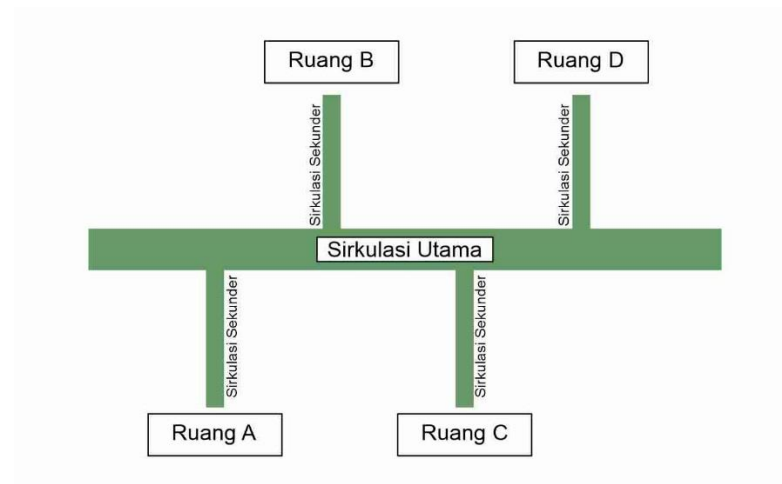 Ruang B
Ruang D
Sirkulasi Sekunder
Sirkulasi Sekunder
Sirkulasi Utama
Sirkulasi Sekunder
Sirkulasi Sekunder
Ruang A
Ruang C